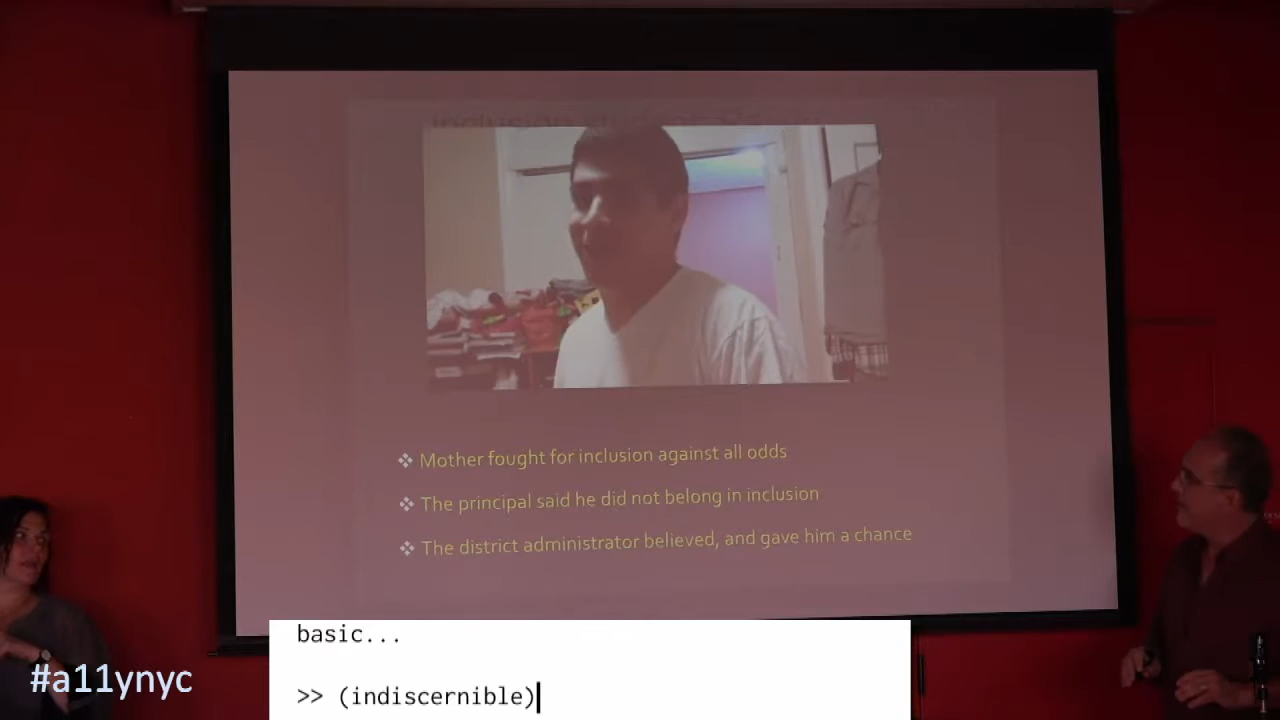 ❖ Mother fought for inclusion against all odds
❖ The principal said he did not belong in inclusion
❖ The district administrator believed, and gave him a chance
basic...
>> (indiscernible)
#a11ynyc